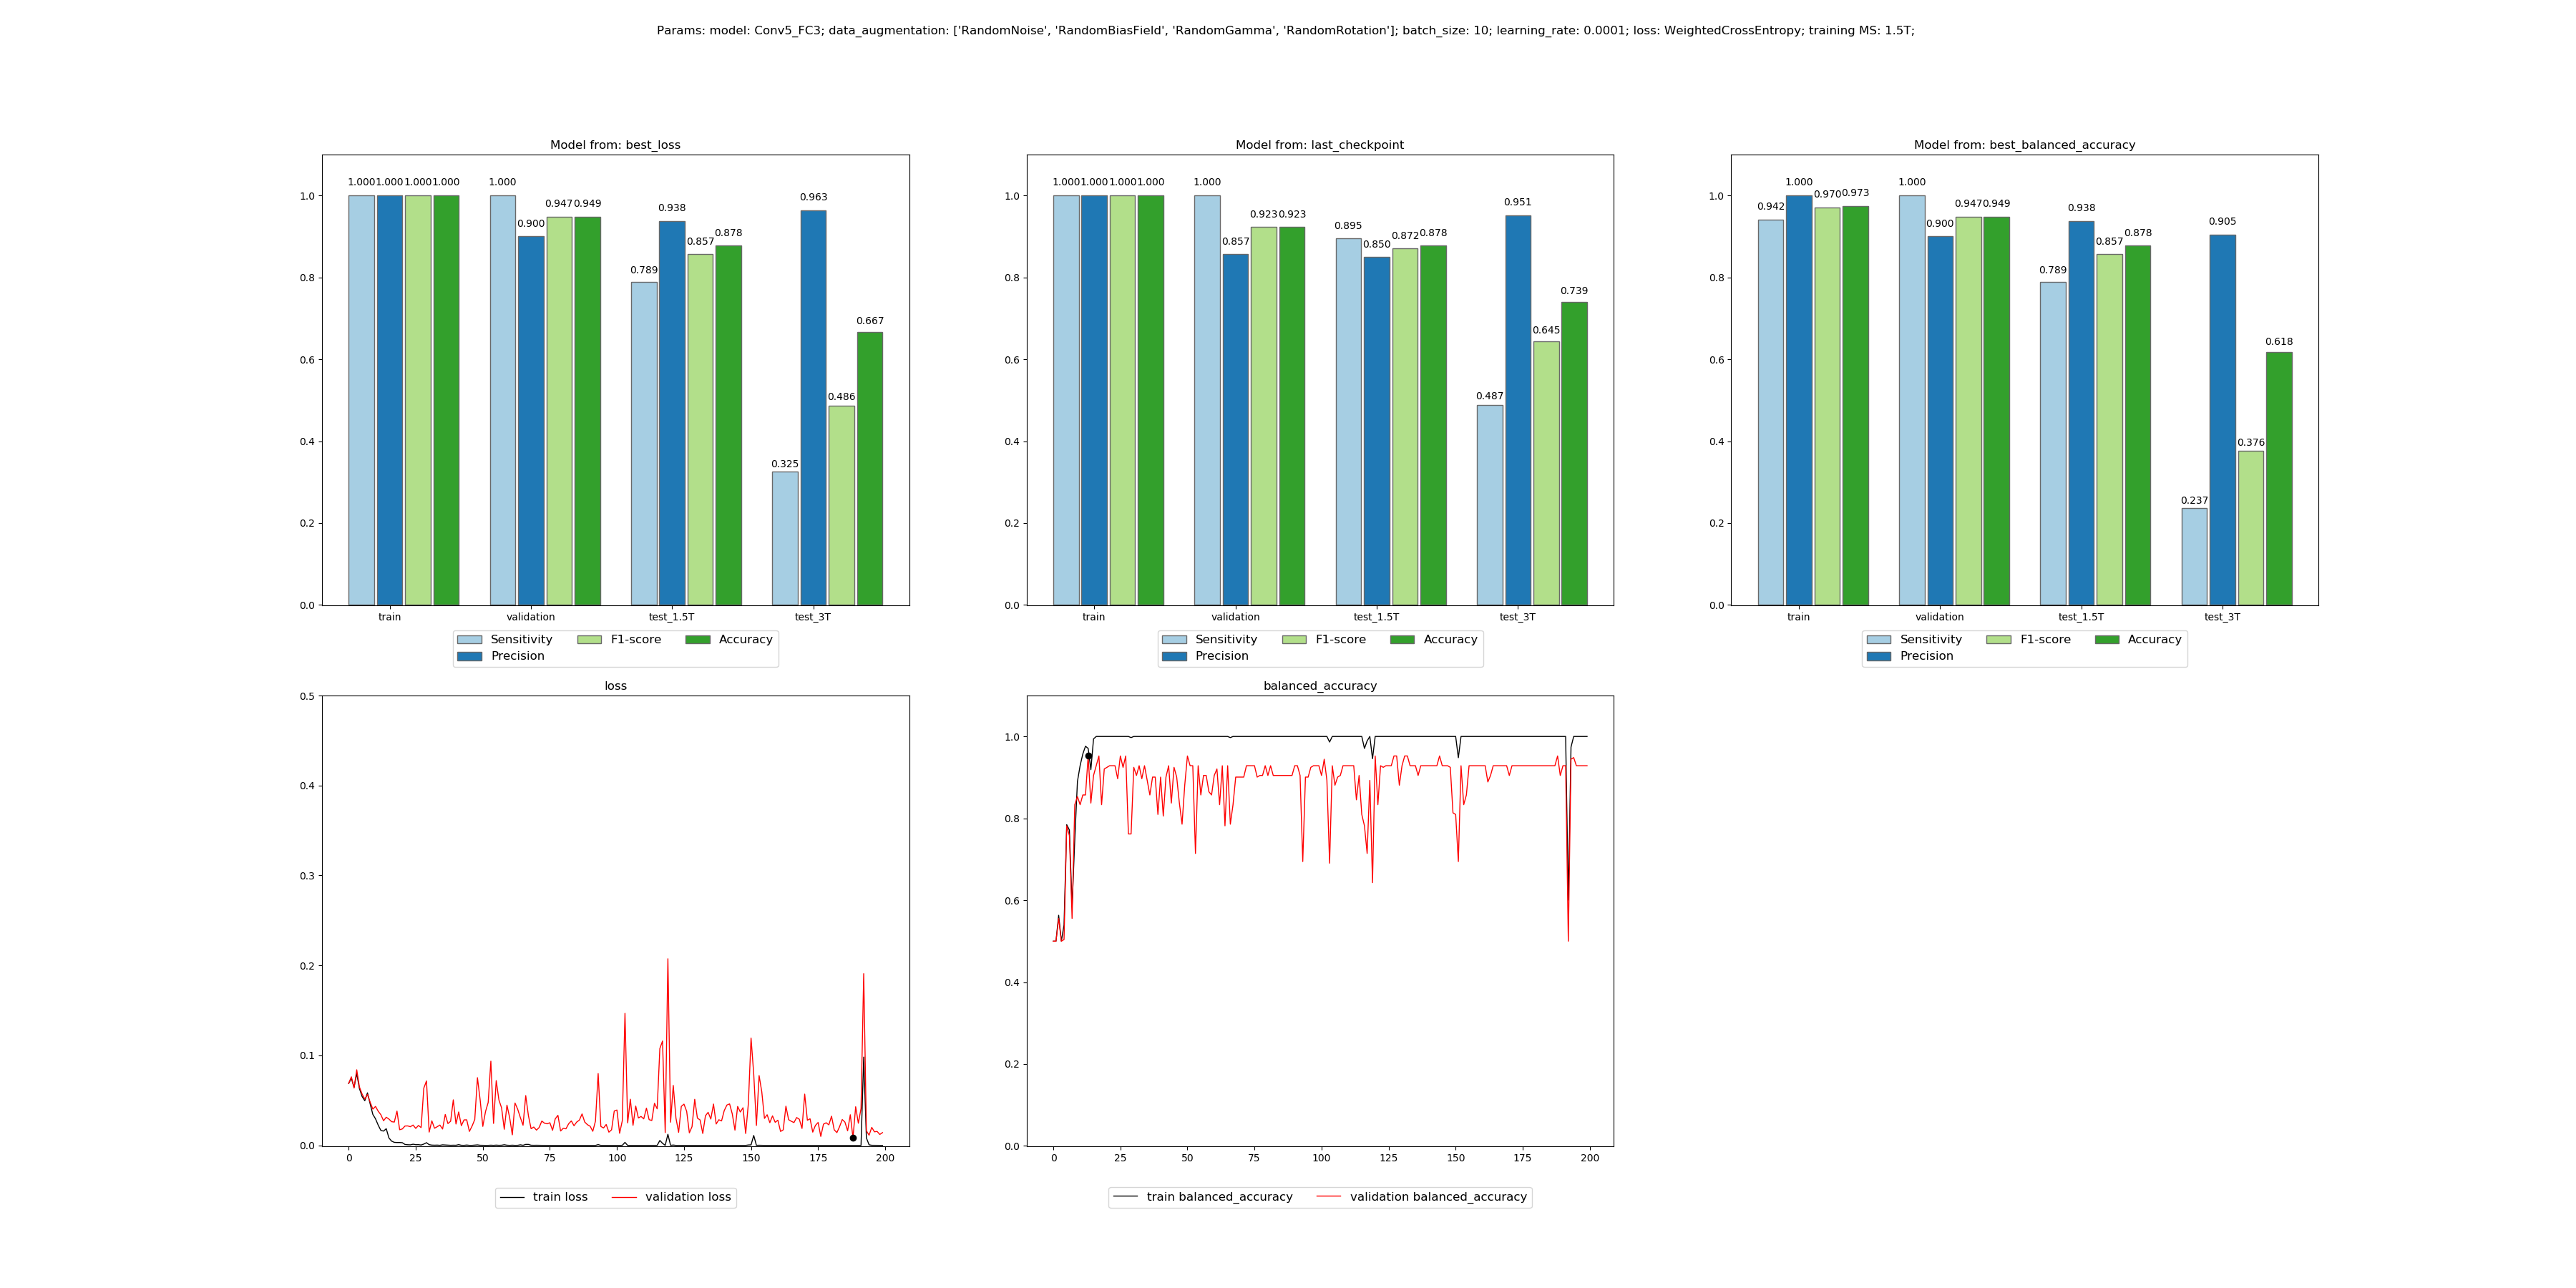 Params: model: Conv5_FC3; data_augmentation: ['RandomNoise', 'RandomBiasField', 'RandomGamma', 'RandomRotation']; batch_size: 10; learning_rate: 0.0001; loss: WeightedCrossEntropy; training MS: 1.5T;
Model from: best_loss
1.0 0.8 0.6 0.4 0.2 0.0
1.000 1.000 1.000 1.000
1.000 0.900 0.947 0.949
0.789 0.938 0.857 0.878
0.325 0.963 0.486 0.667
train validation test_1.5T test_3T
Sensitivity F1-score Accuracy
Precision
Model from: last_checkpoint
1.0 0.8 0.6 0.4 0.2 0.0
1.000 1.000 1.000 1.000
1.000 0.857 0.923 0.923
0.895 0.850 0.872 0.878
0.487 0.951 0.645 0.739
train validation test_1.5T test_3T
Sensitivity F1-score Accuracy
Precision
Model from: best_balanced_accuracy
1.0 0.8 0.6 0.4 0.2 0.0
0.942 1.000 0.970 0.973
1.000 0.900 0.947 0.949
0.789 0.938 0.857 0.878
0.237 0.905 0.376 0.618
train validation test_1.5T test_3T
Sensitivity F1-score Accuracy
Precision
loss
0.5 0.4 0.3 0.2 0.1 0.0
0 25 50 75 100 125 150 175 200
train loss validation loss
balanced_accuracy
1.0 0.8 0.6 0.4 0.2 0.0
0 25 50 75 100 125 150 175 200
train balanced_accuracy validation balanced_accuracy